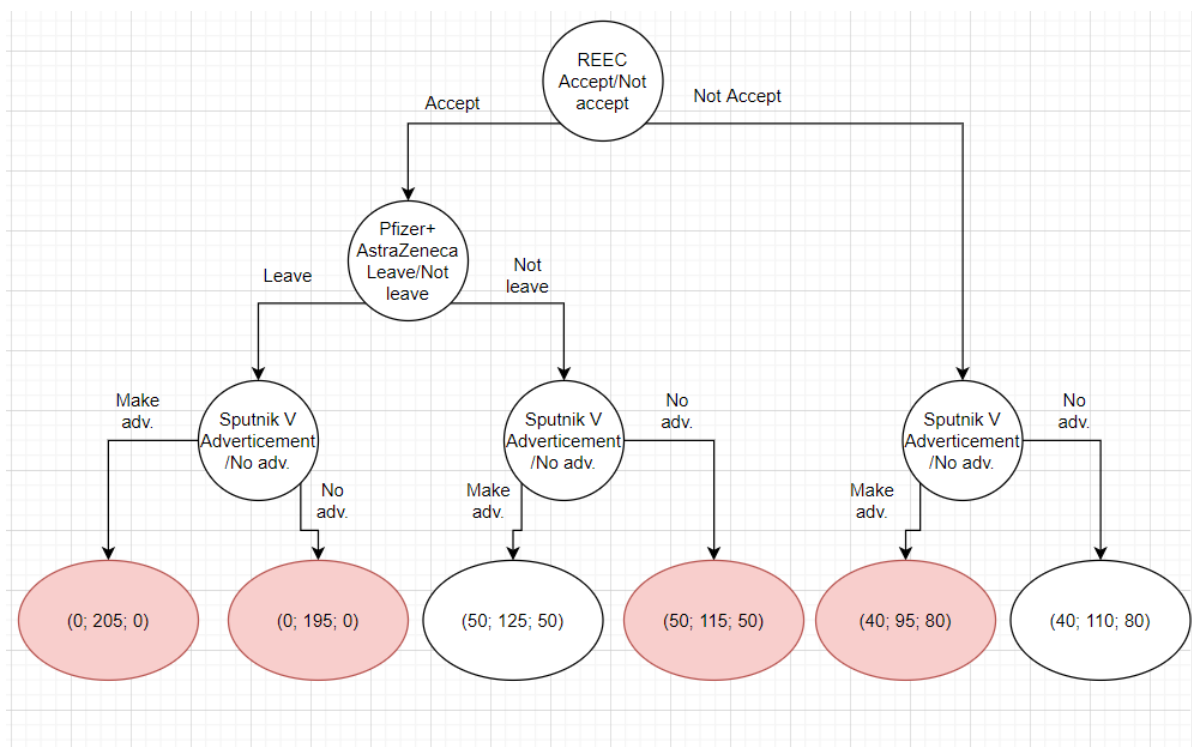 REEC
Accept/Not
accept
Accept
Not Accept
Pfizer+
AstraZeneca
Leave/Not
leave
Leave
Not
leave
Make
adv.
Sputnik V
Adverticement
/No adv.
No
adv.
Sputnik V
Adverticement
/No adv.
Make
adv.
No
adv.
Sputnik V
Adverticement
/No adv.
Make
adv.
No
adv.
(0; 205; 0)
(0; 195; 0)
(50; 125; 50)
(50; 115; 50)
(40; 95; 80)
(40; 110; 80)